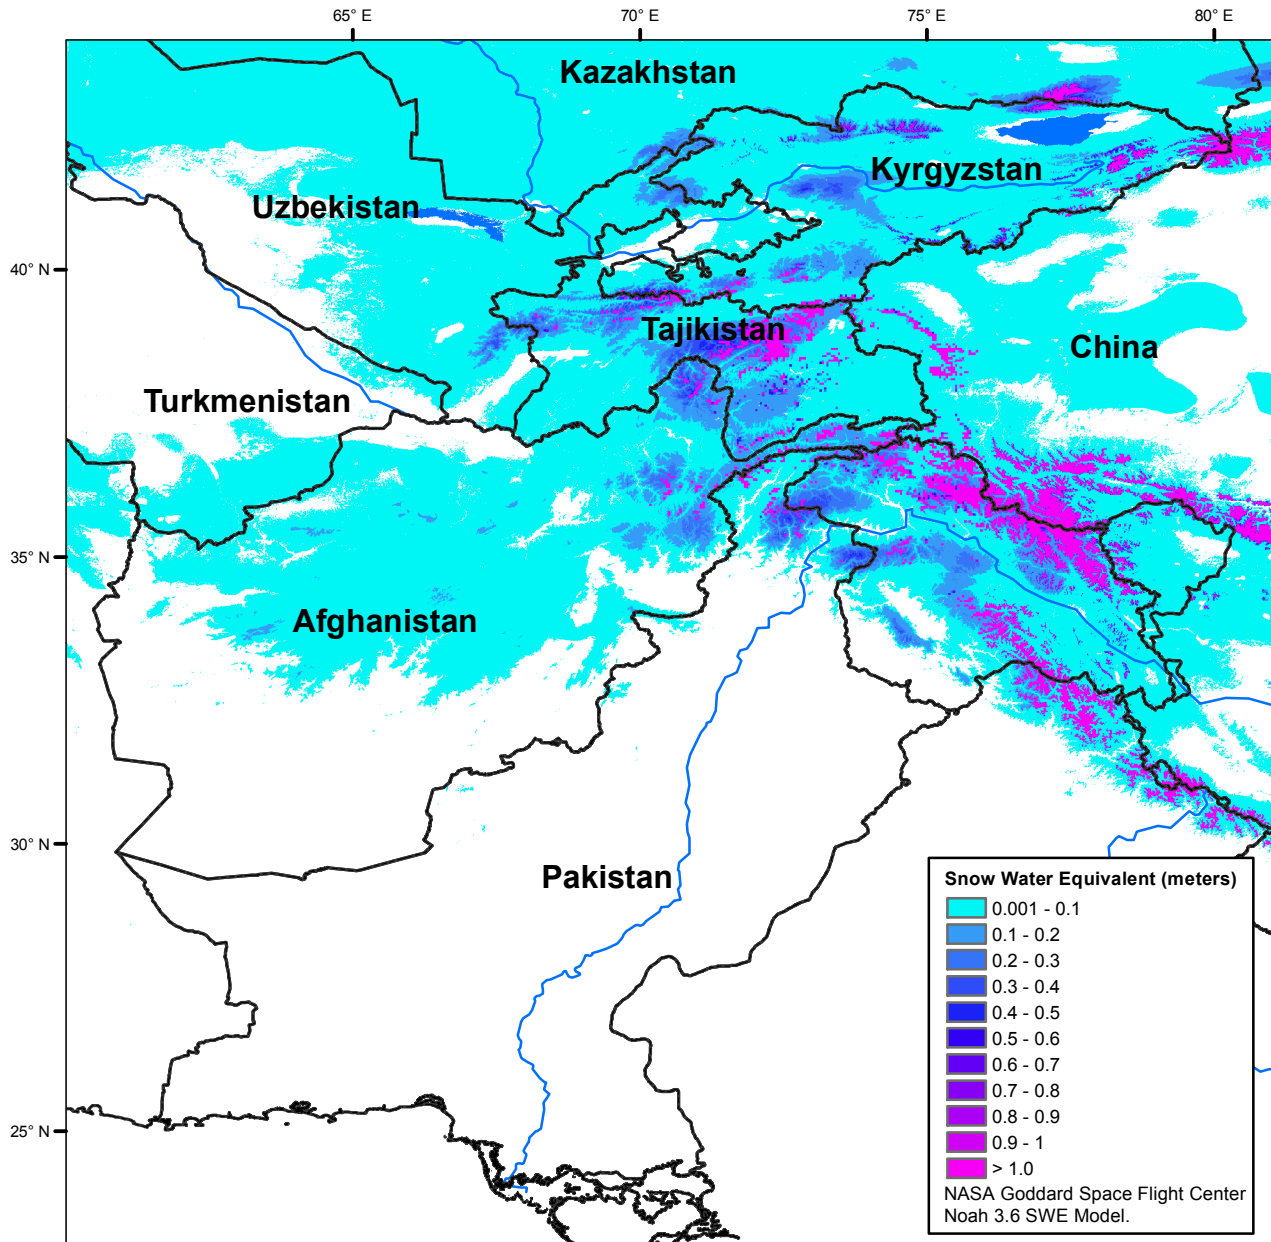 65° E
70° E
75° E
80° E
Kazakhstan
Kyrgyzstan
Uzbekistan
40° N
Tajikistan
China
Turkmenistan
35° N
Afghanistan
30° N
Pakistan
25° N
Snow Water Equivalent (meters)
0.001 - 0.1
0.1 - 0.2
0.2 - 0.3
0.3 - 0.4
0.4 - 0.5
0.5 - 0.6
0.6 - 0.7
0.7 - 0.8
0.8 - 0.9
0.9 - 1
> 1.0
NASA Goddard Space Flight Center
Noah 3.6 SWE Model.